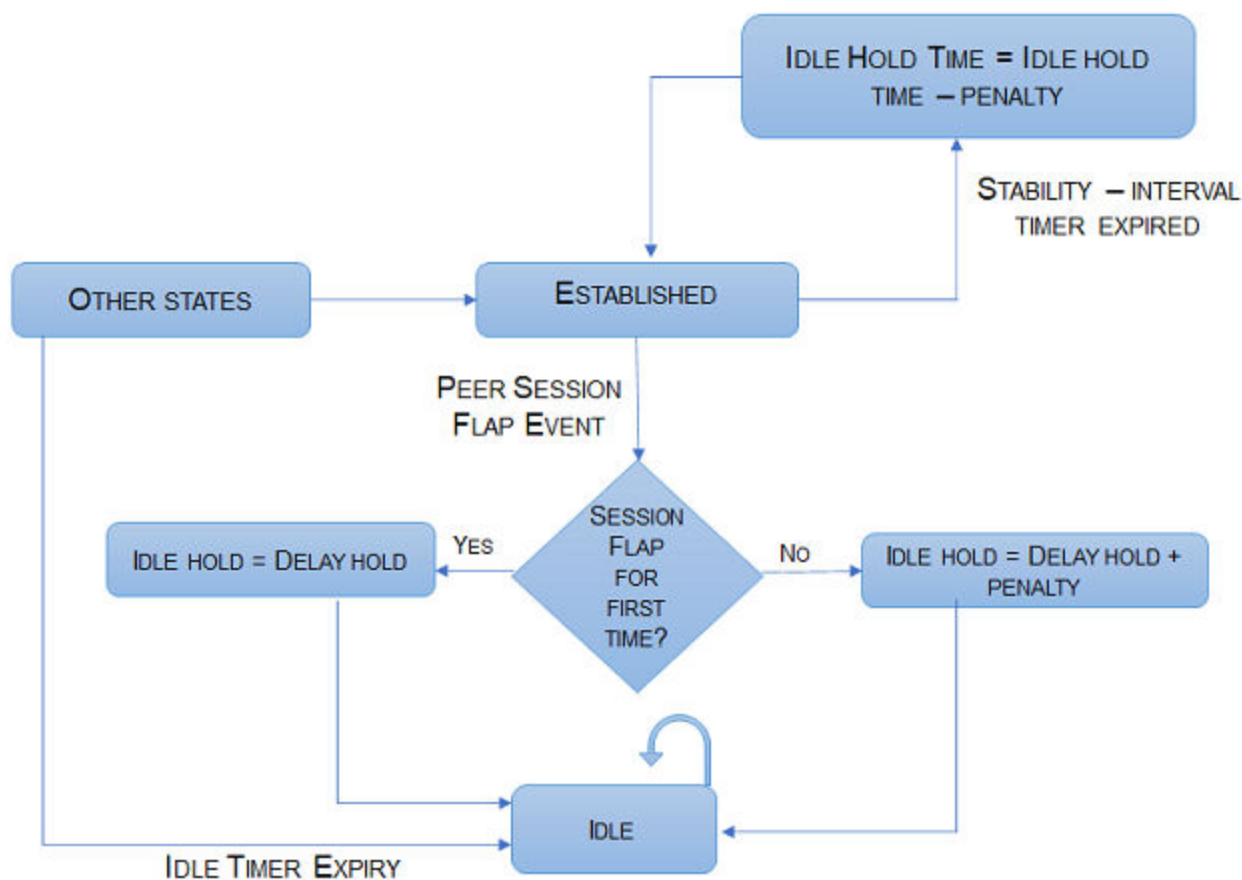 Idle Hold Time = Idle hold
time – penalty
Stability – interval
timer expired
Other states
Established
Peer Session
Flap Event
Session
Flap
for
first
time?
Yes
No
Idle hold = Delay hold
Idle hold = Delay hold +
penalty
Idle
Idle Timer Expiry